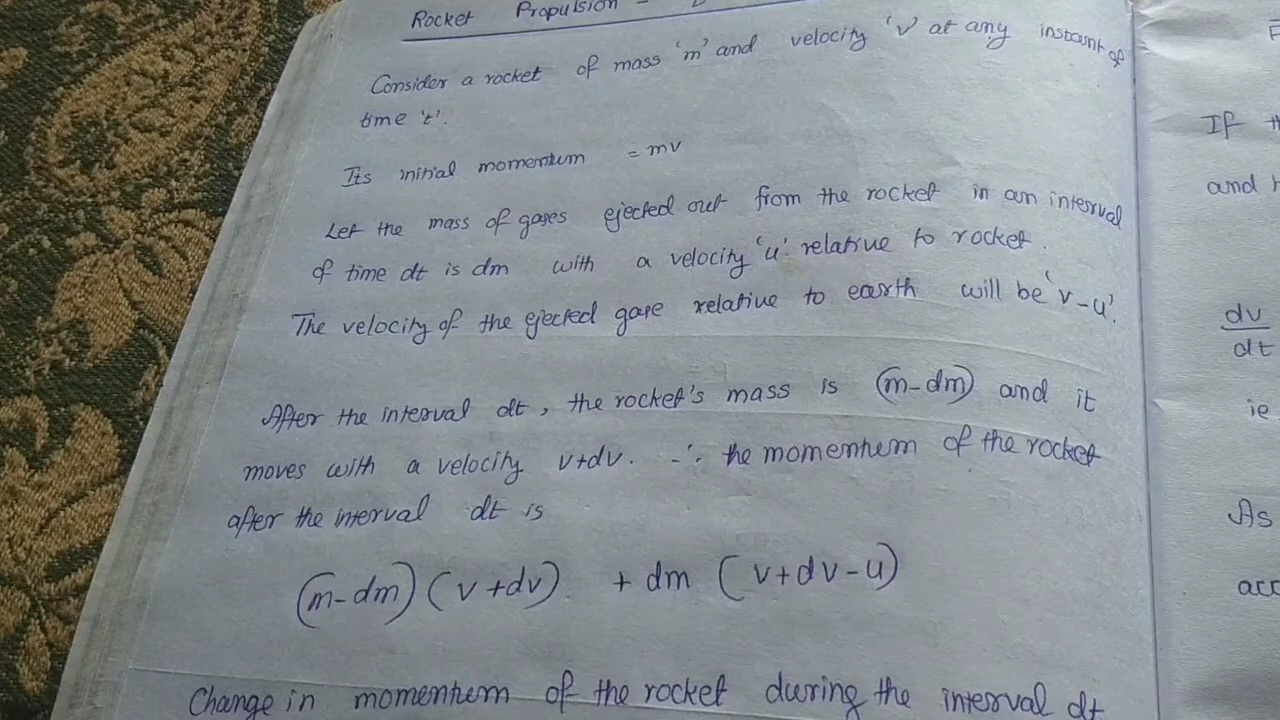 Rocket Propulsion -
Consider a rocket of mass 'm' and velocity 'v' at any instant of
time 't'.
Its initial momentum = mv
Let the mass of gases ejected out from the rocket in an interval
of time dt is dm with a velocity 'u' relative to rocket.
The velocity of the ejected gase relative to earth will be 'v-u'.
After the interval dt, the rocket's mass is (m-dm) and it
moves with a velocity v+dv. ∴ the momentum of the rocket
after the interval dt is
(m-dm) (v+dv) + dm (v+dv-u)
Change in momentum of the rocket during the interval dt
If
and
dv
dt
ie
As